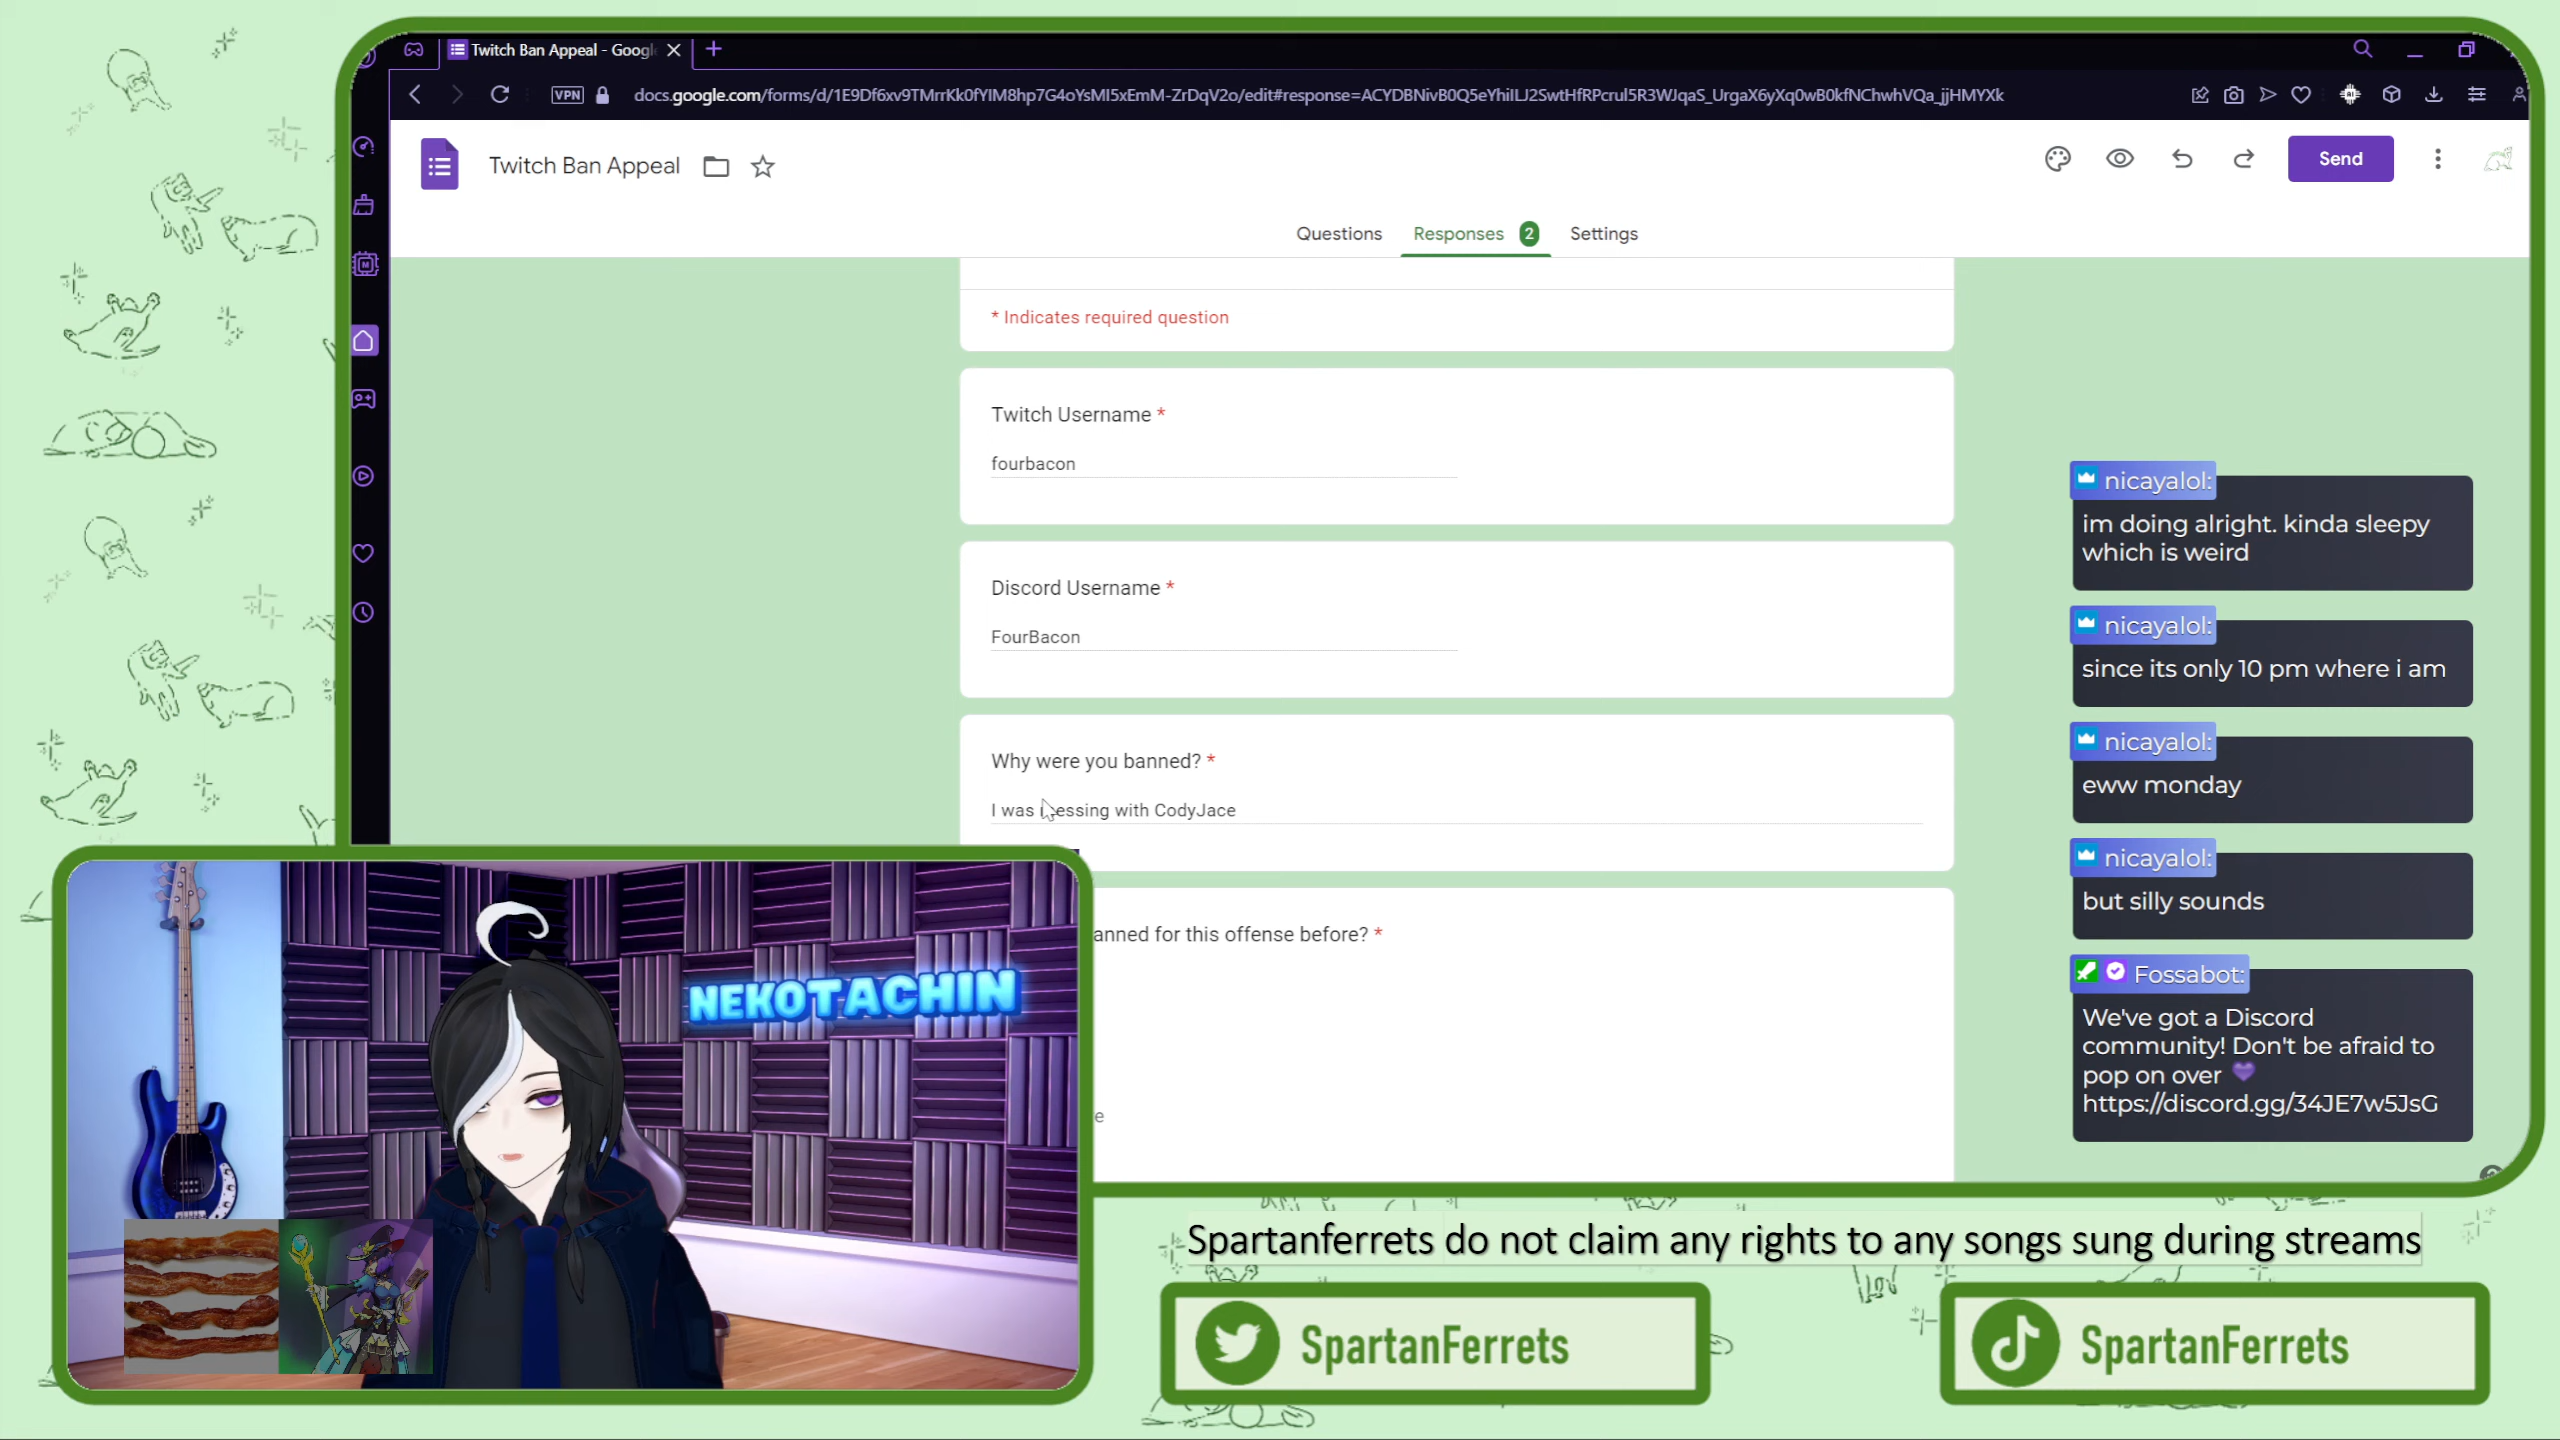 Twitch Ban Appeal - Googl
VPN
docs.google.com/forms/d/1E9Df6xv9TMrrKk0fYIM8hp7G4oYsMI5xEmM-ZrDqV2o/edit#response=ACYDBNivB0Q5eYhiILJ2SwtHfRPcrul5R3WJqaS_UrgaX6yXq0wB0kfNChwhVQa_jjHMYXk
Twitch Ban Appeal
Send
Questions
Responses 2
Settings
* Indicates required question
Twitch Username *
fourbacon
Discord Username *
FourBacon
Why were you banned? *
I was messing with CodyJace
anned for this offense before? *
e
nicayalol:
im doing alright. kinda sleepy
which is weird
nicayalol:
since its only 10 pm where i am
nicayalol:
eww monday
nicayalol:
but silly sounds
Fossabot:
We've got a Discord
community! Don't be afraid to
pop on over
https://discord.gg/34JE7w5JsG
NEKOTACHIN
Spartanferrets do not claim any rights to any songs sung during streams
SpartanFerrets
SpartanFerrets